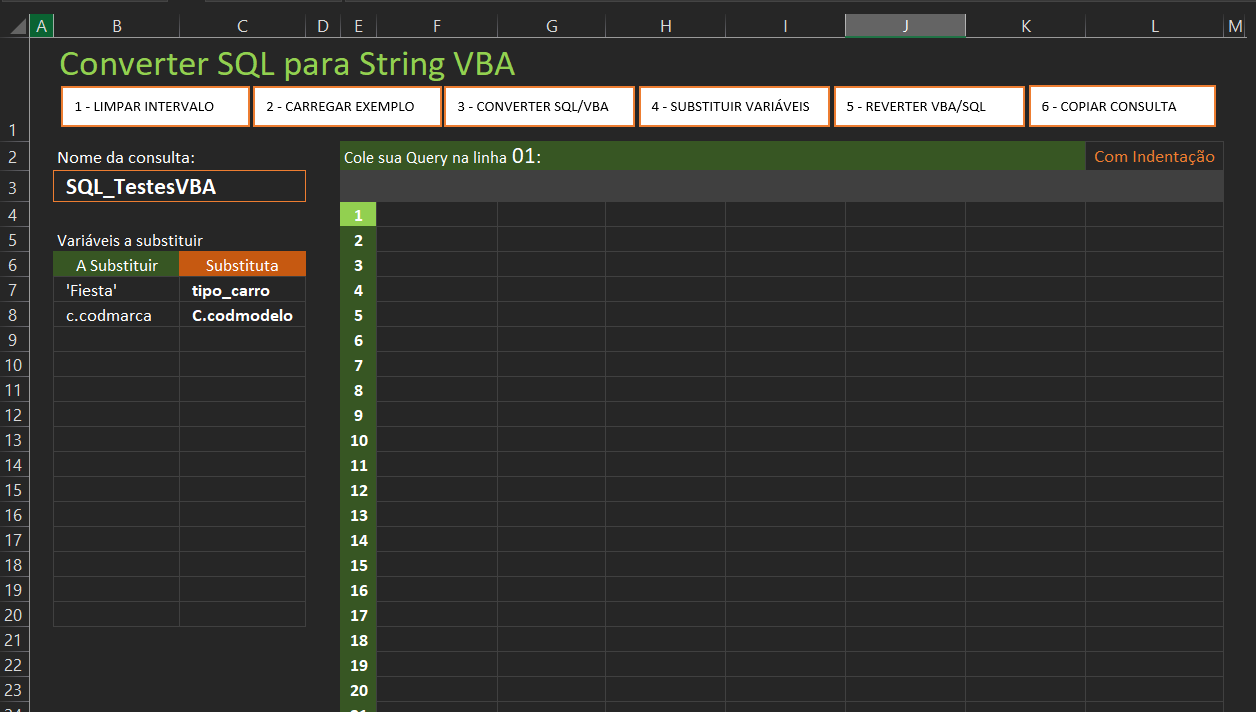 A B C D E F G H I J K L M
Converter SQL para String VBA
1 - LIMPAR INTERVALO 2 - CARREGAR EXEMPLO 3 - CONVERTER SQL/VBA 4 - SUBSTITUIR VARIÁVEIS 5 - REVERTER VBA/SQL 6 - COPIAR CONSULTA
1
2 Nome da consulta: Cole sua Query na linha 01: Com Indentação
3 SQL_TestesVBA
4 1
5 Variáveis a substituir 2
6 A Substituir Substituta 3
7 'Fiesta' tipo_carro 4
8 c.codmarca C.codmodelo 5
9 6
10 7
11 8
12 9
13 10
14 11
15 12
16 13
17 14
18 15
19 16
20 17
21 18
22 19
23 20